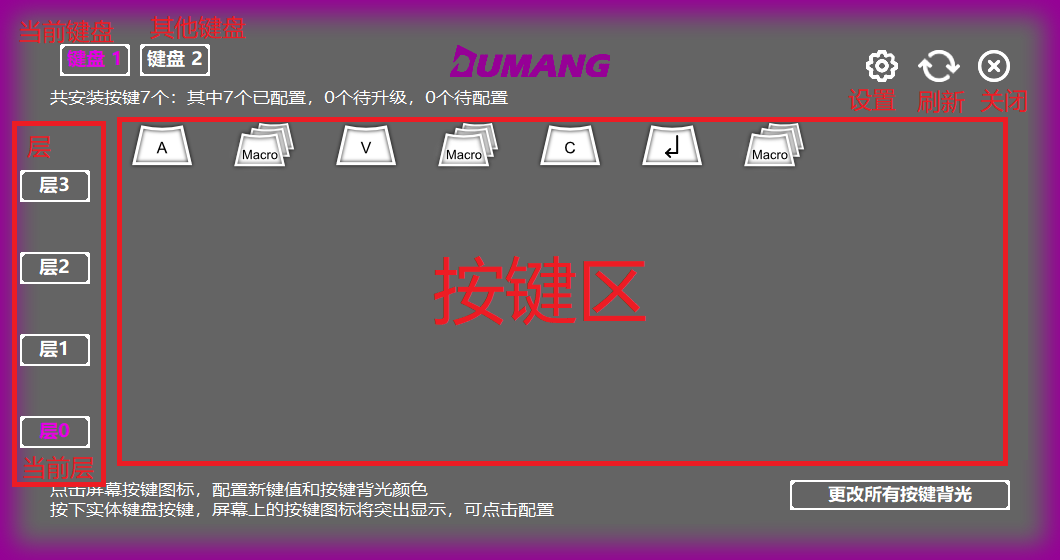 当前键盘 其他键盘
键盘 1 键盘 2
DUMANG
设置 刷新 关闭
共安装按键7个：其中7个已配置，0个待升级，0个待配置
层
A Macro V Macro C Macro
层3
层2
按键区
层1
层0
当前层
点击屏幕按键图标，配置新键值和按键背光颜色
按下实体键盘按键，屏幕上的按键图标将突出显示，可点击配置
更改所有按键背光